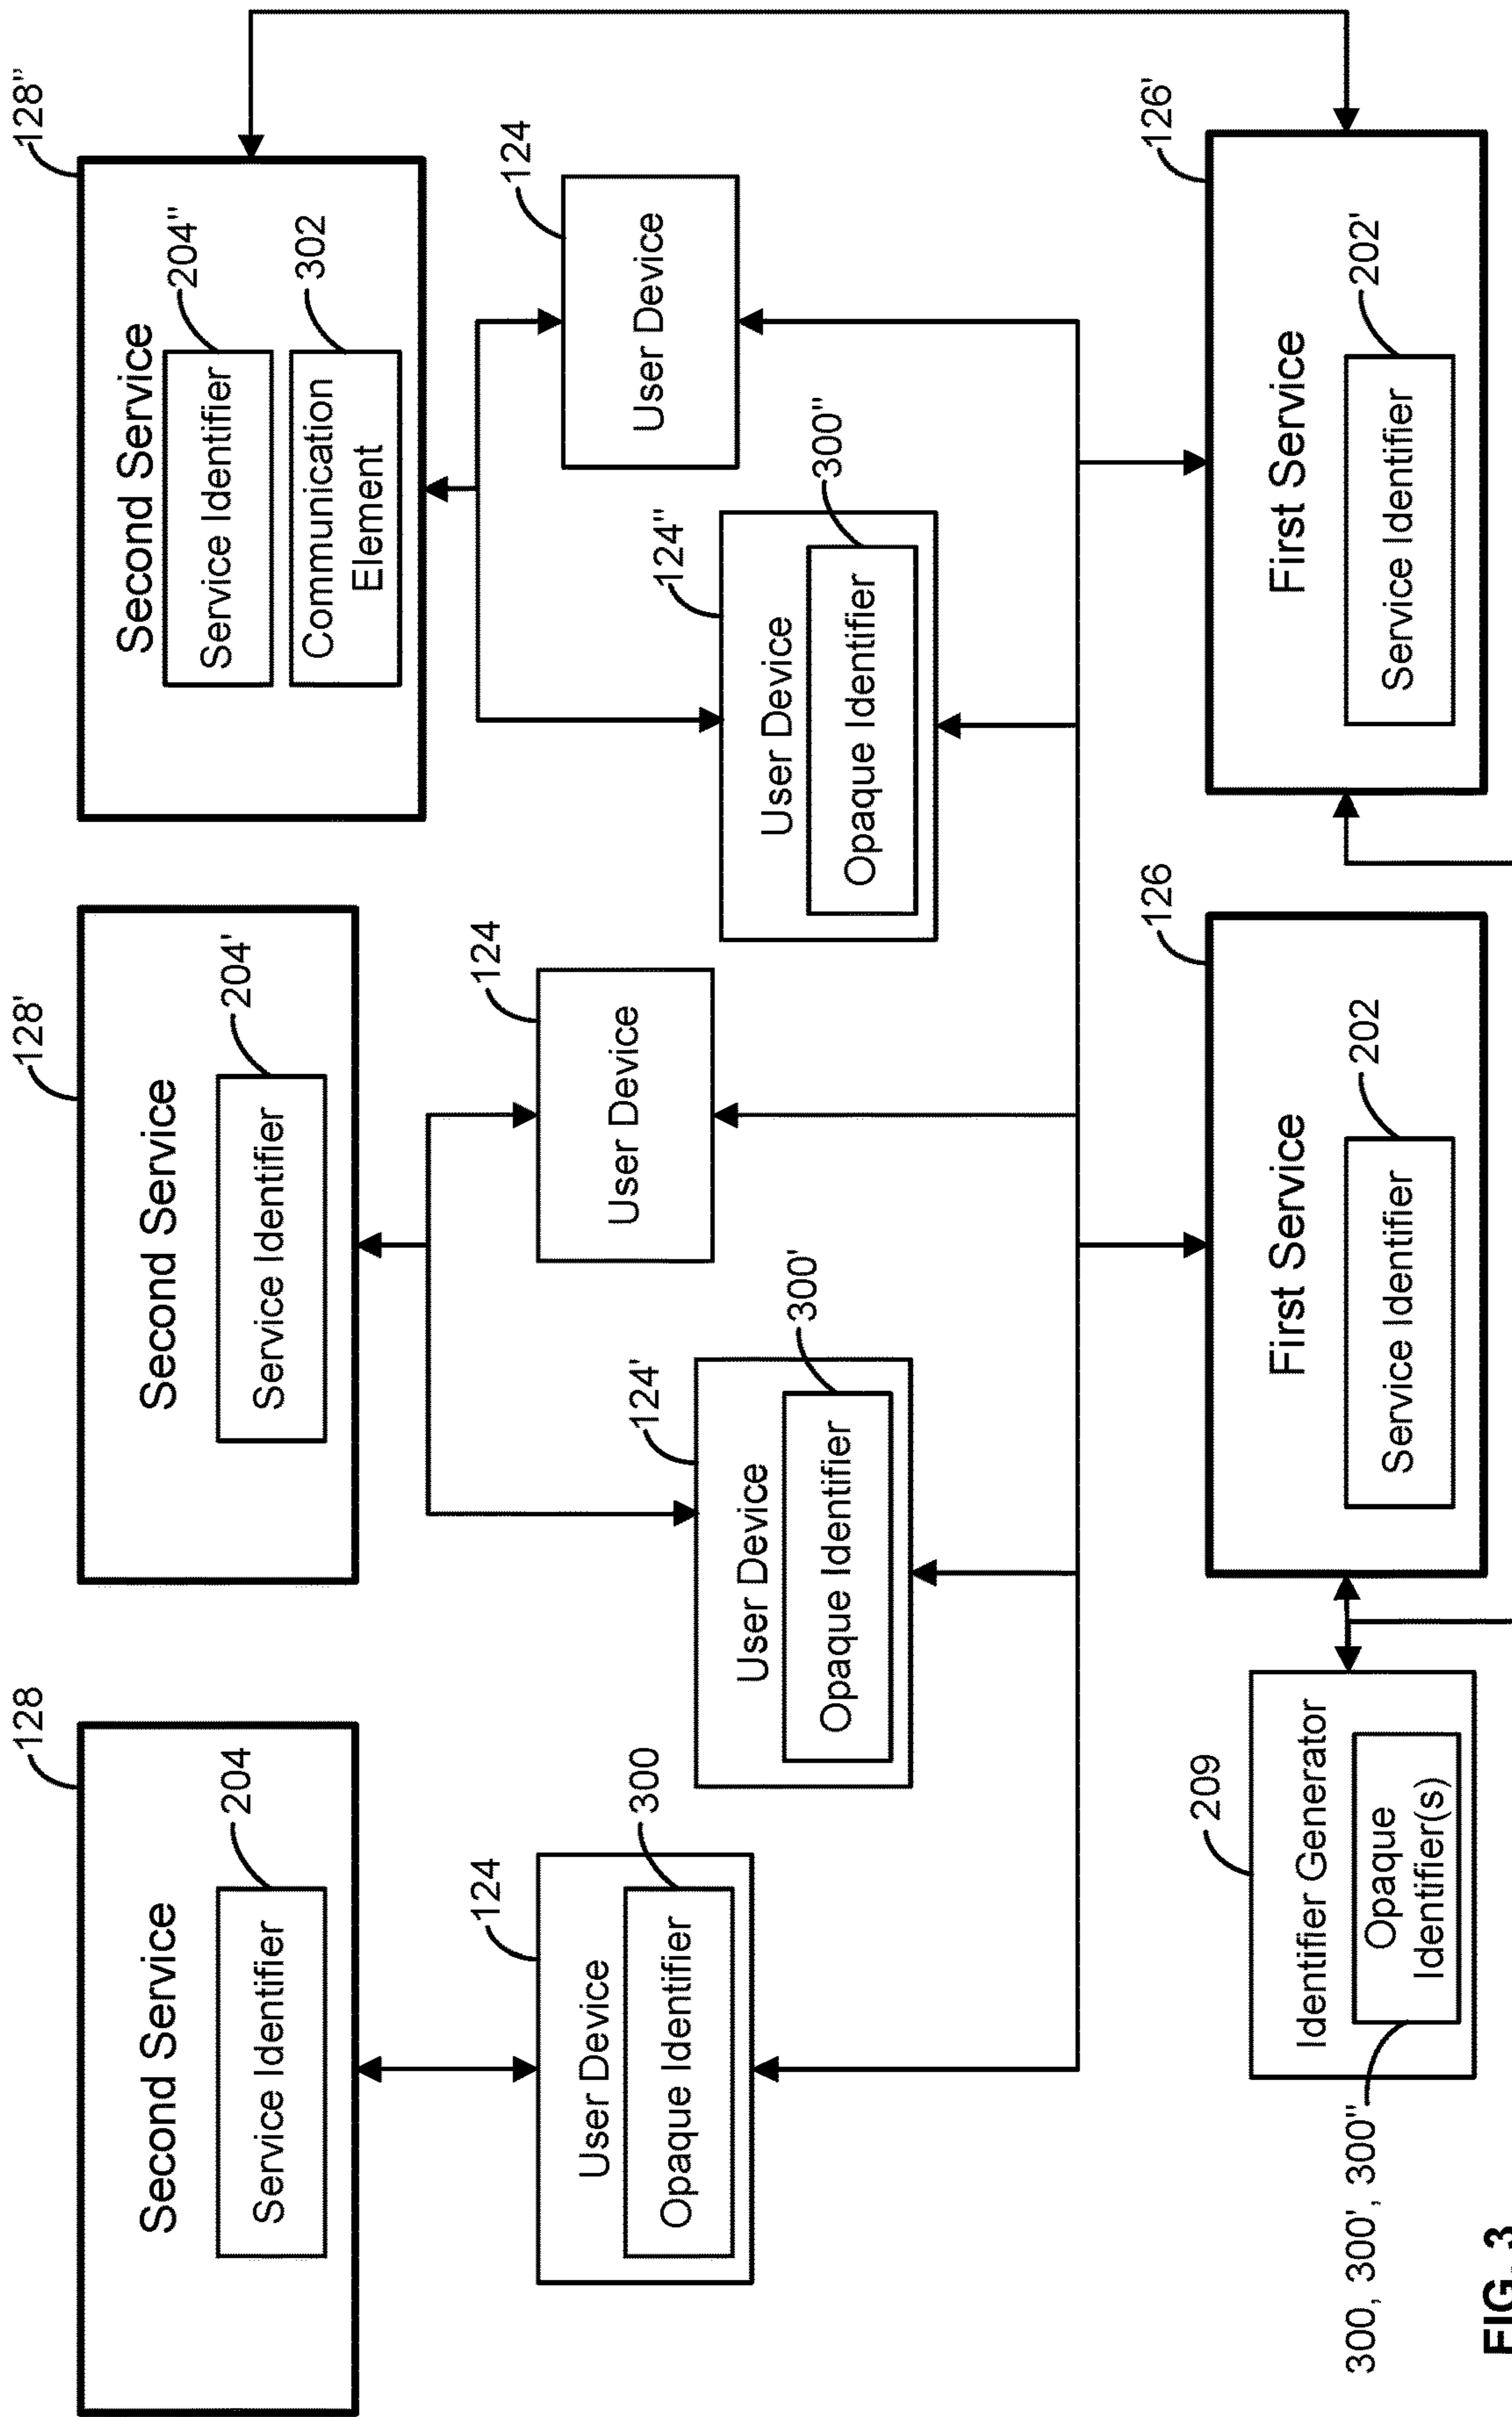 128
Second Service
204
Service Identifier
128'
Second Service
204'
Service Identifier
128"
Second Service
204"
Service Identifier
302
Communication
Element
124
User Device
300
Opaque Identifier
124'
User Device
300'
Opaque Identifier
124
User Device
124"
User Device
300"
Opaque Identifier
124
User Device
209
Identifier Generator
Opaque
Identifier(s)
300, 300', 300"
126
First Service
202
Service Identifier
126'
First Service
202'
Service Identifier
FIG. 3